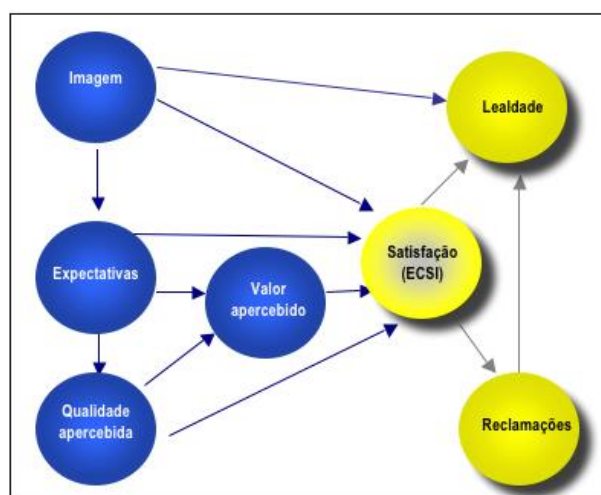 Imagem
Lealdade
Satisfação
(ECSI)
Expectativas
Valor
apercebido
Qualidade
apercebida
Reclamações